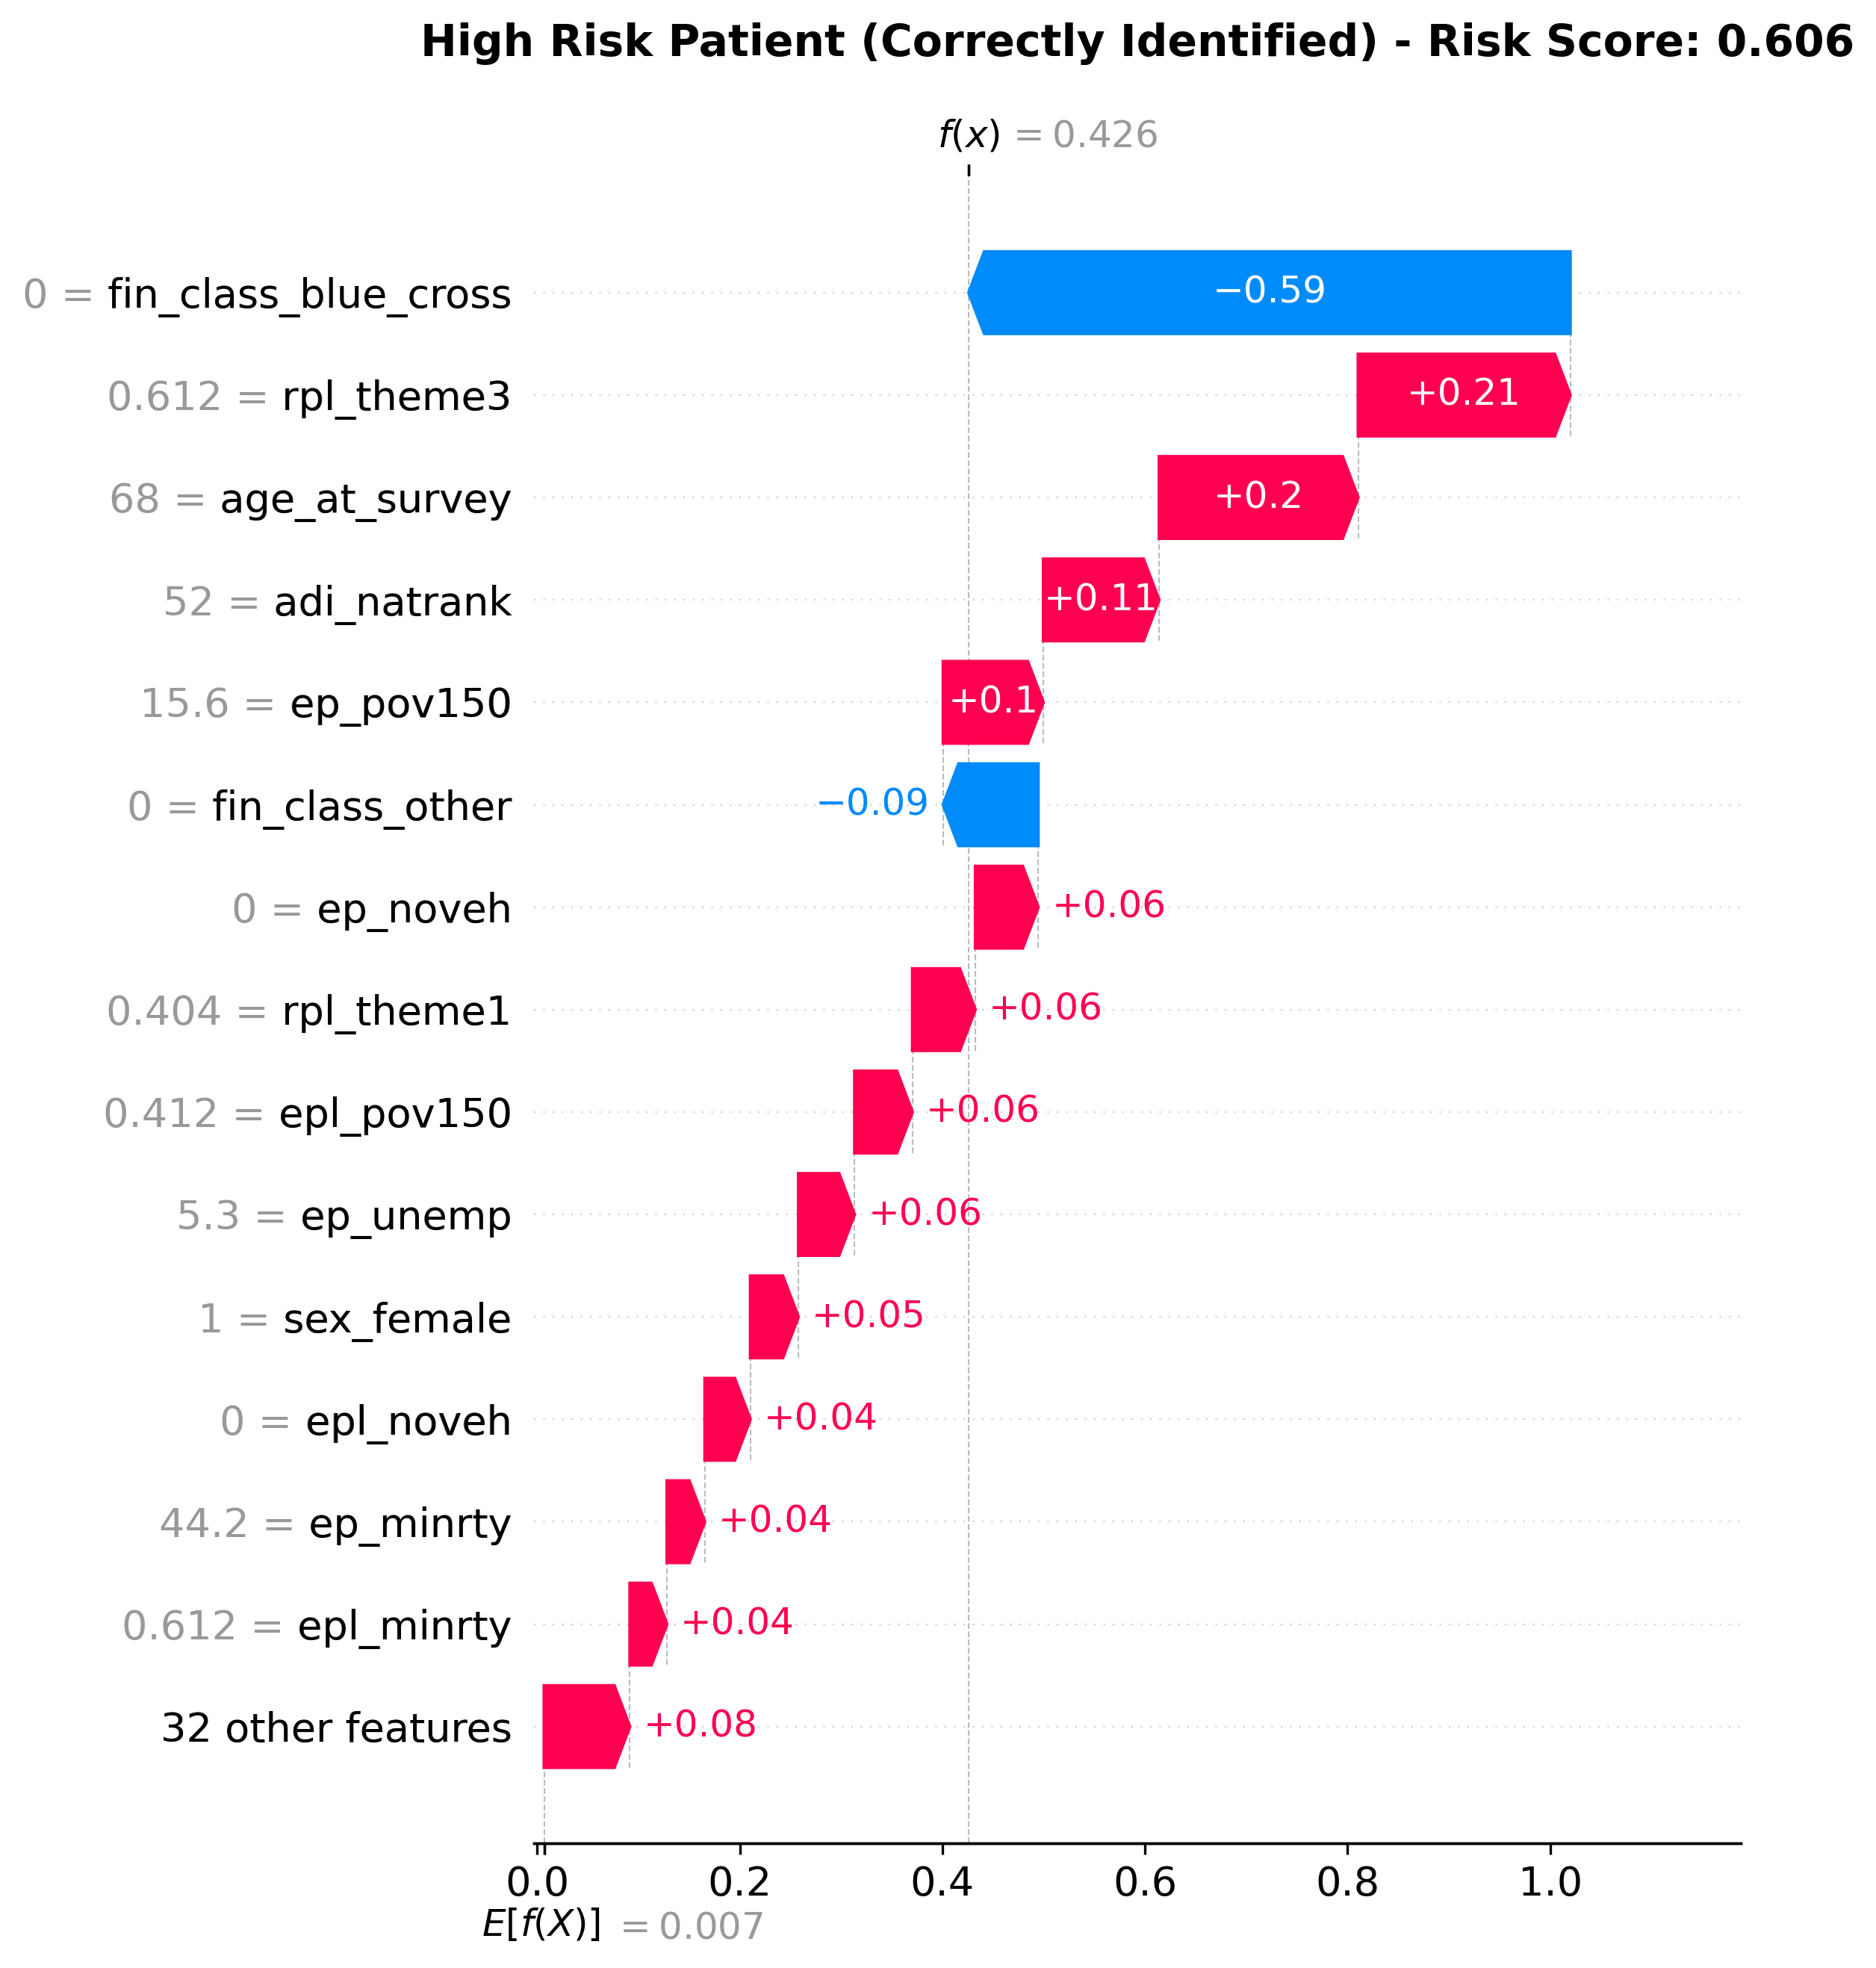 High Risk Patient (Correctly Identified) - Risk Score: 0.606
f(x) = 0.426
0 = fin_class_blue_cross −0.59
0.612 = rpl_theme3 +0.21
68 = age_at_survey +0.2
52 = adi_natrank +0.11
15.6 = ep_pov150 +0.1
0 = fin_class_other −0.09
0 = ep_noveh +0.06
0.404 = rpl_theme1 +0.06
0.412 = epl_pov150 +0.06
5.3 = ep_unemp +0.06
1 = sex_female +0.05
0 = epl_noveh +0.04
44.2 = ep_minrty +0.04
0.612 = epl_minrty +0.04
32 other features +0.08
0.0 0.2 0.4 0.6 0.8 1.0
E[f(X)] = 0.007